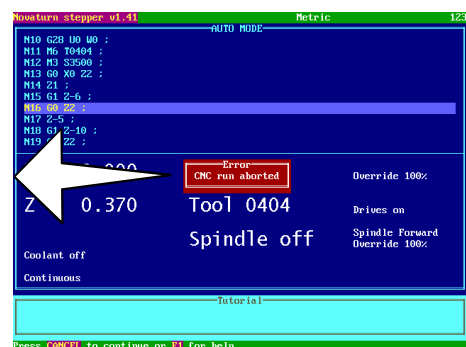 Novaturn stepper v1.41 Metric 123
AUTO MODE
N10 G28 U0 W0 ;
N11 M6 T0404 ;
N12 M3 S3500 ;
N13 G0 X0 Z2 ;
N14 Z1 ;
N15 G1 Z-6 ;
N16 G0 Z2 ;
N17 Z-5 ;
N18 G1 Z-10 ;
N19 Z2 ;
Error
CNC run aborted
Override 100%
Z 0.370
Tool 0404
Drives on
Spindle off
Spindle Forward
Override 100%
Coolant off
Continuous
Tutorial
Press CANCEL to continue or F1 for help